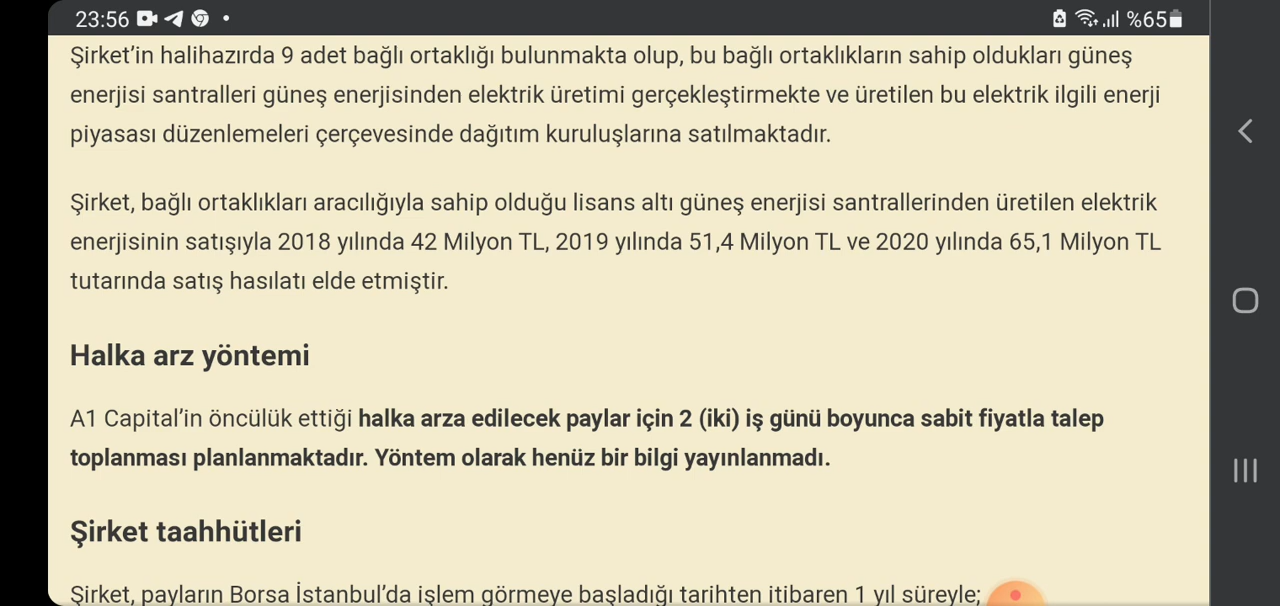 23:56
%65
Şirket’in halihazırda 9 adet bağlı ortaklığı bulunmakta olup, bu bağlı ortaklıkların sahip oldukları güneş
enerjisi santralleri güneş enerjisinden elektrik üretimi gerçekleştirmekte ve üretilen bu elektrik ilgili enerji
piyasası düzenlemeleri çerçevesinde dağıtım kuruluşlarına satılmaktadır.
Şirket, bağlı ortaklıkları aracılığıyla sahip olduğu lisans altı güneş enerjisi santrallerinden üretilen elektrik
enerjisinin satışıyla 2018 yılında 42 Milyon TL, 2019 yılında 51,4 Milyon TL ve 2020 yılında 65,1 Milyon TL
tutarında satış hasılatı elde etmiştir.
Halka arz yöntemi
A1 Capital’in öncülük ettiği halka arza edilecek paylar için 2 (iki) iş günü boyunca sabit fiyatla talep
toplanması planlanmaktadır. Yöntem olarak henüz bir bilgi yayınlanmadı.
Şirket taahhütleri
Şirket, payların Borsa İstanbul’da işlem görmeye başladığı tarihten itibaren 1 yıl süreyle;